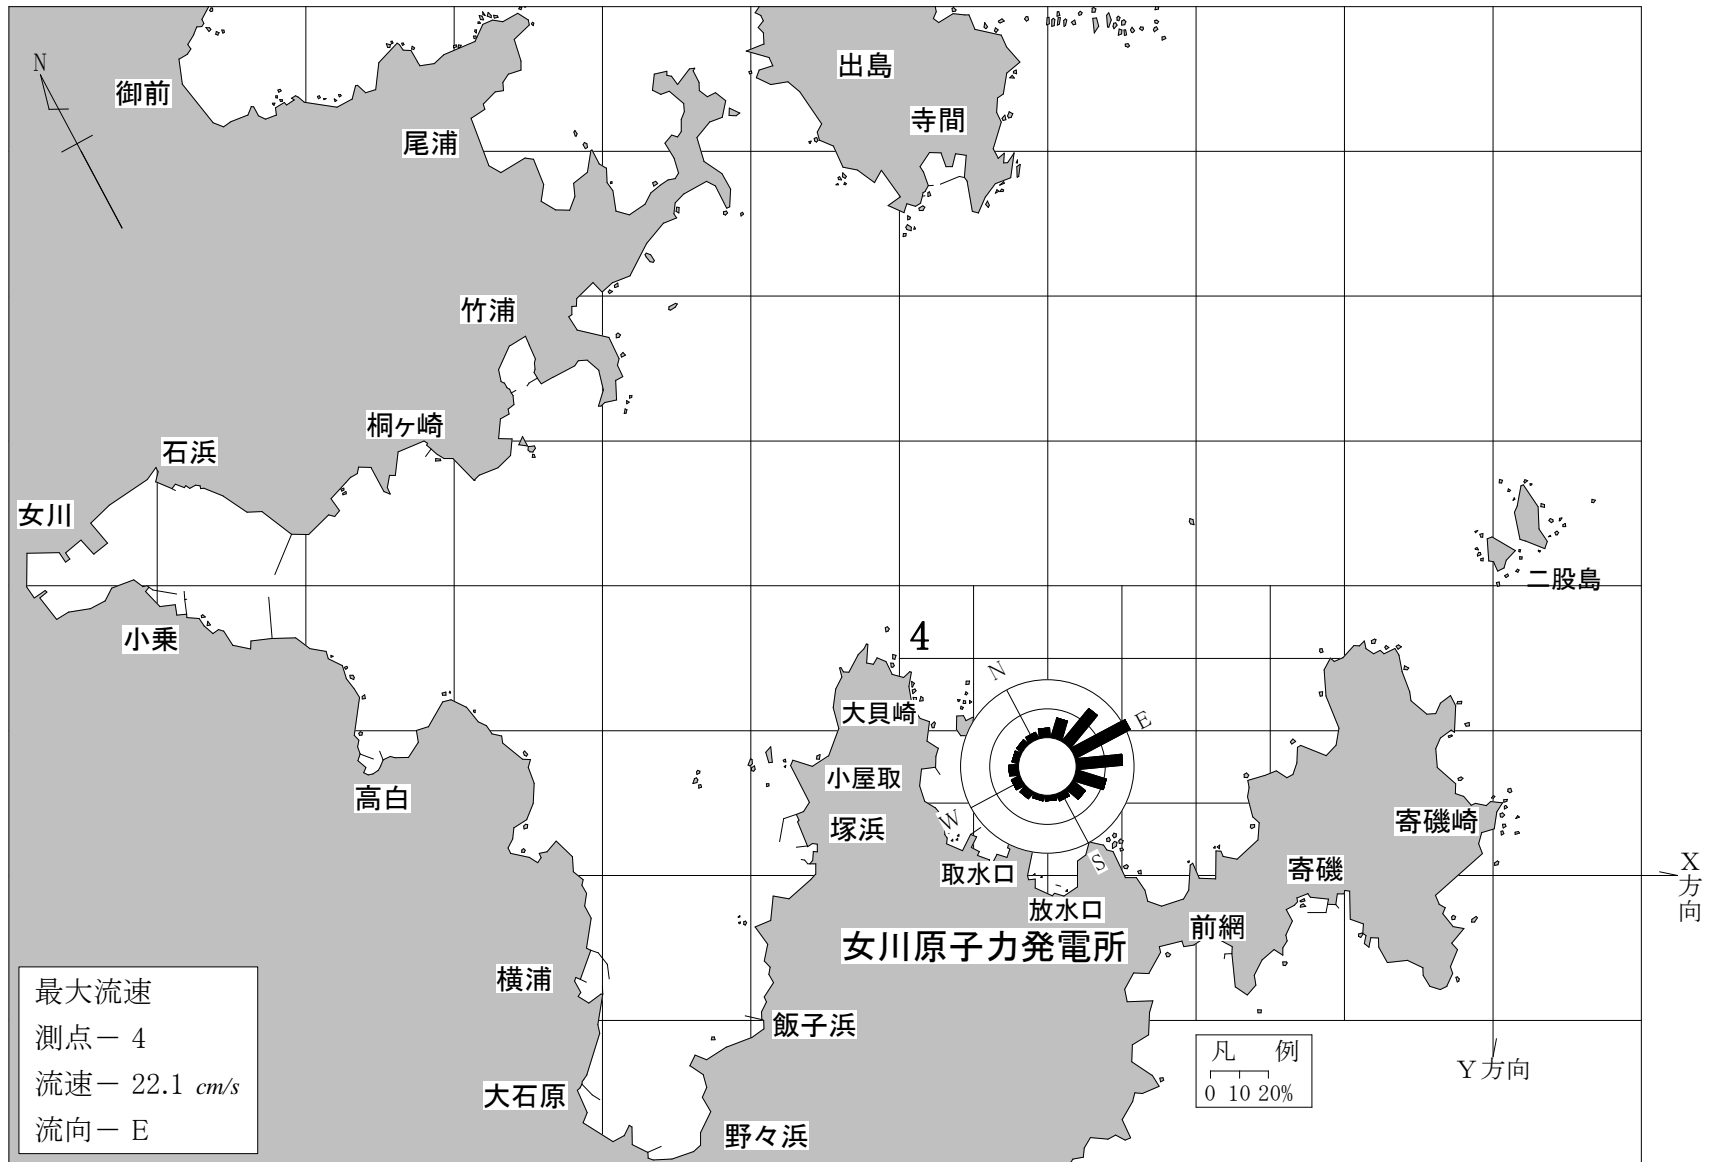 N
御前
尾浦
出島
寺間
竹浦
桐ヶ崎
石浜
女川
小乗
二股島
4
N
E
W
S
大貝崎
小屋取
塚浜
高白
取水口
放水口
女川原子力発電所
前網
寄磯
寄磯崎
X方向
Y方向
横浦
飯子浜
大石原
野々浜
最大流速
測点－ 4
流速－ 22.1 cm/s
流向－ E
凡 例
0 10 20%